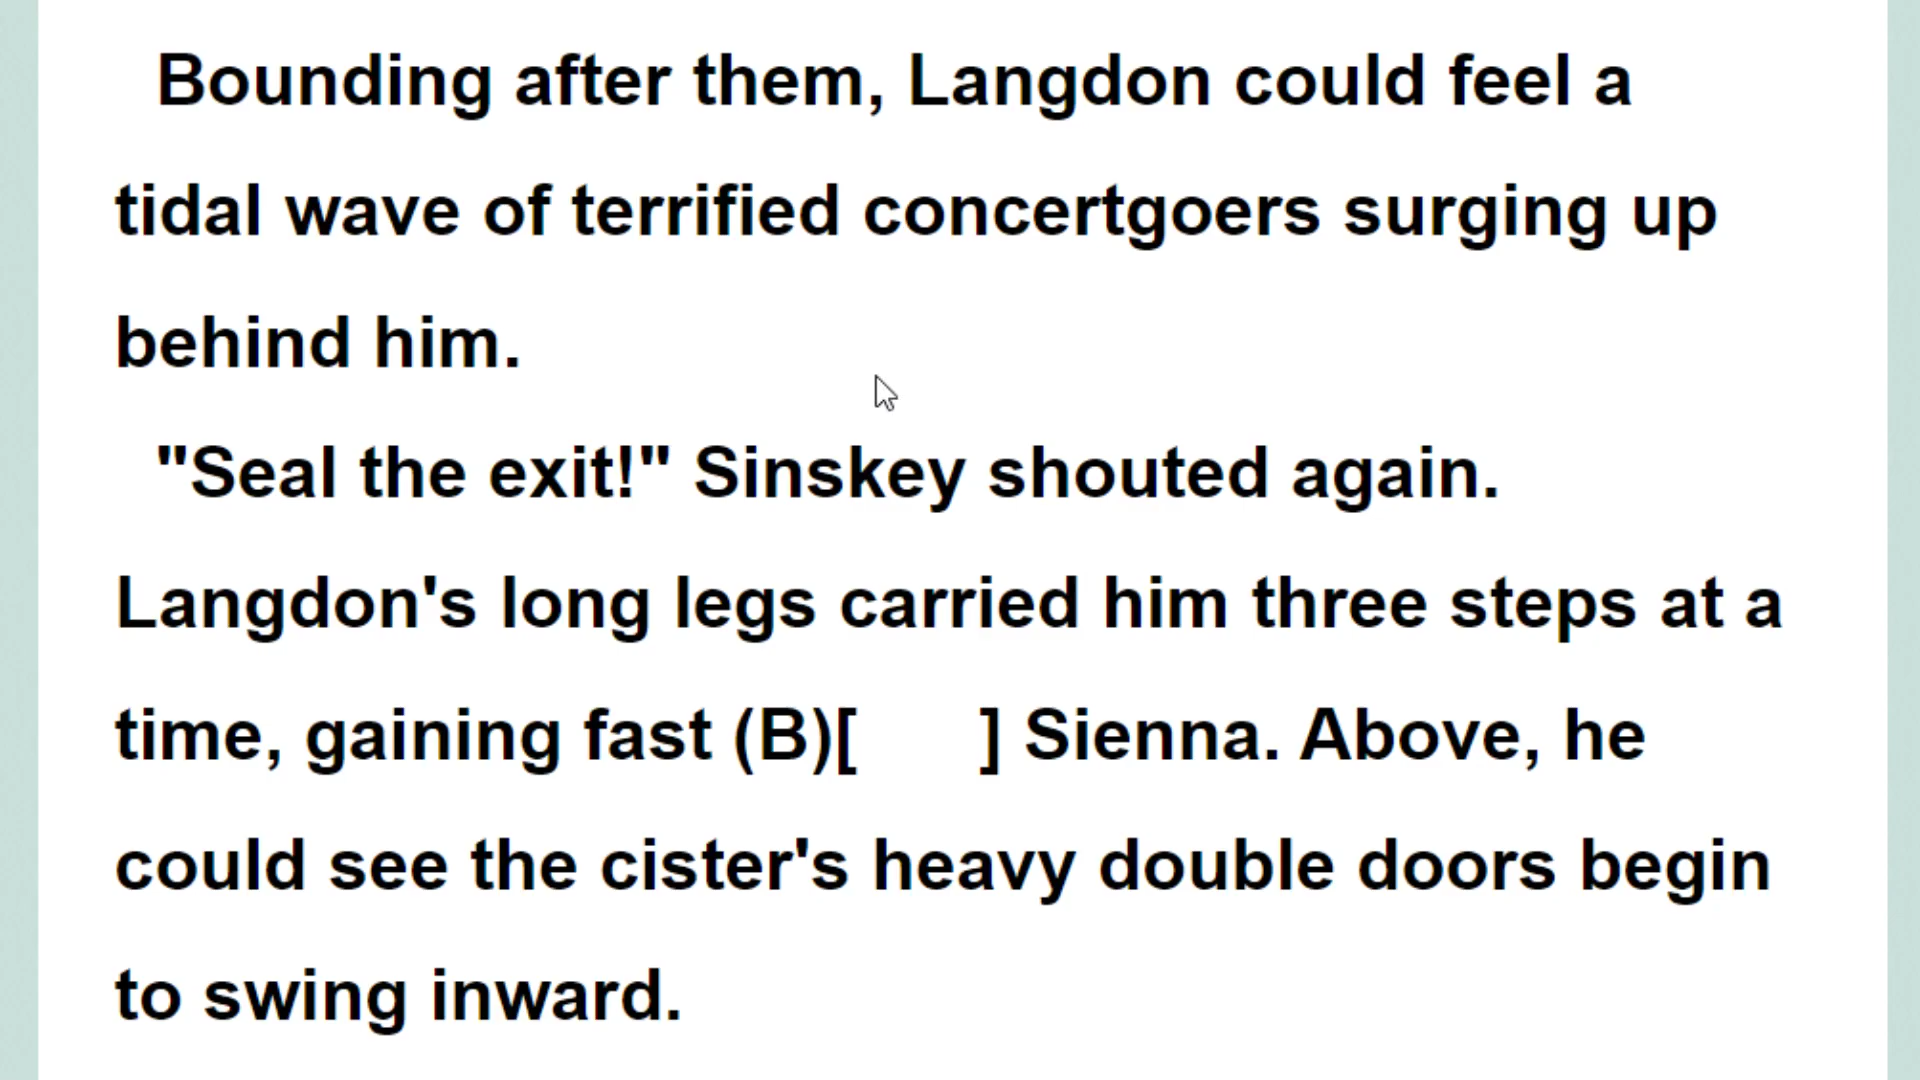 Bounding after them, Langdon could feel a
tidal wave of terrified concertgoers surging up
behind him.
"Seal the exit!" Sinskey shouted again.
Langdon's long legs carried him three steps at a
time, gaining fast (B)[      ] Sienna. Above, he
could see the cister's heavy double doors begin
to swing inward.